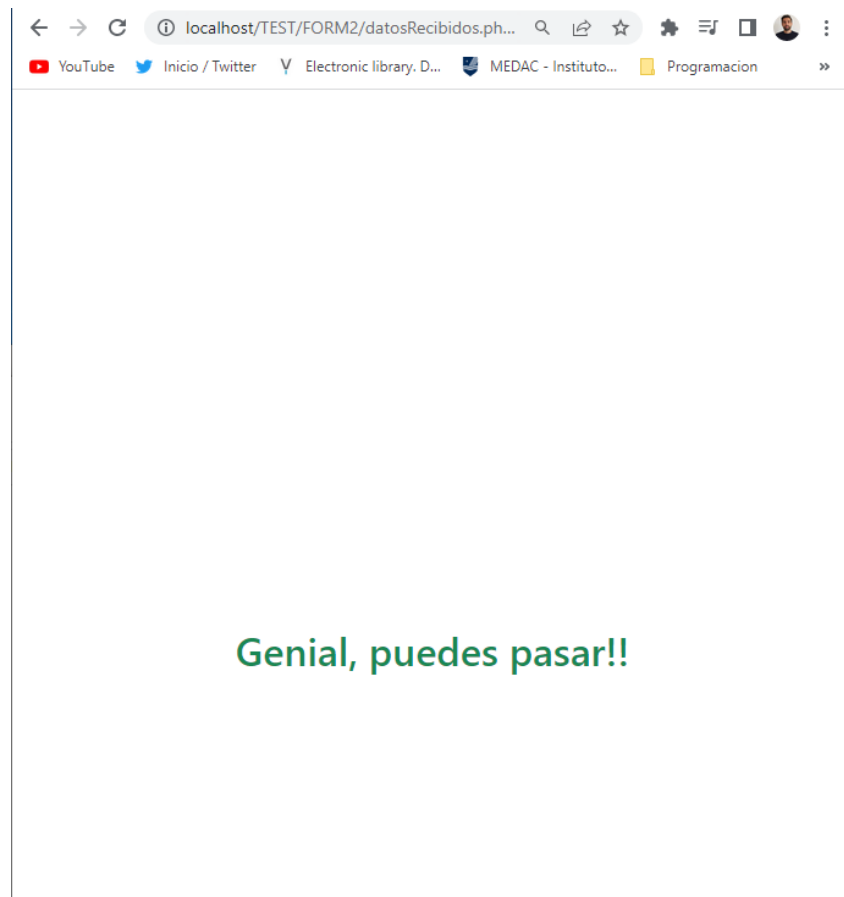 localhost/TEST/FORM2/datosRecibidos.ph...
YouTube Inicio / Twitter Electronic library. D... MEDAC - Instituto... Programacion »
Genial, puedes pasar!!